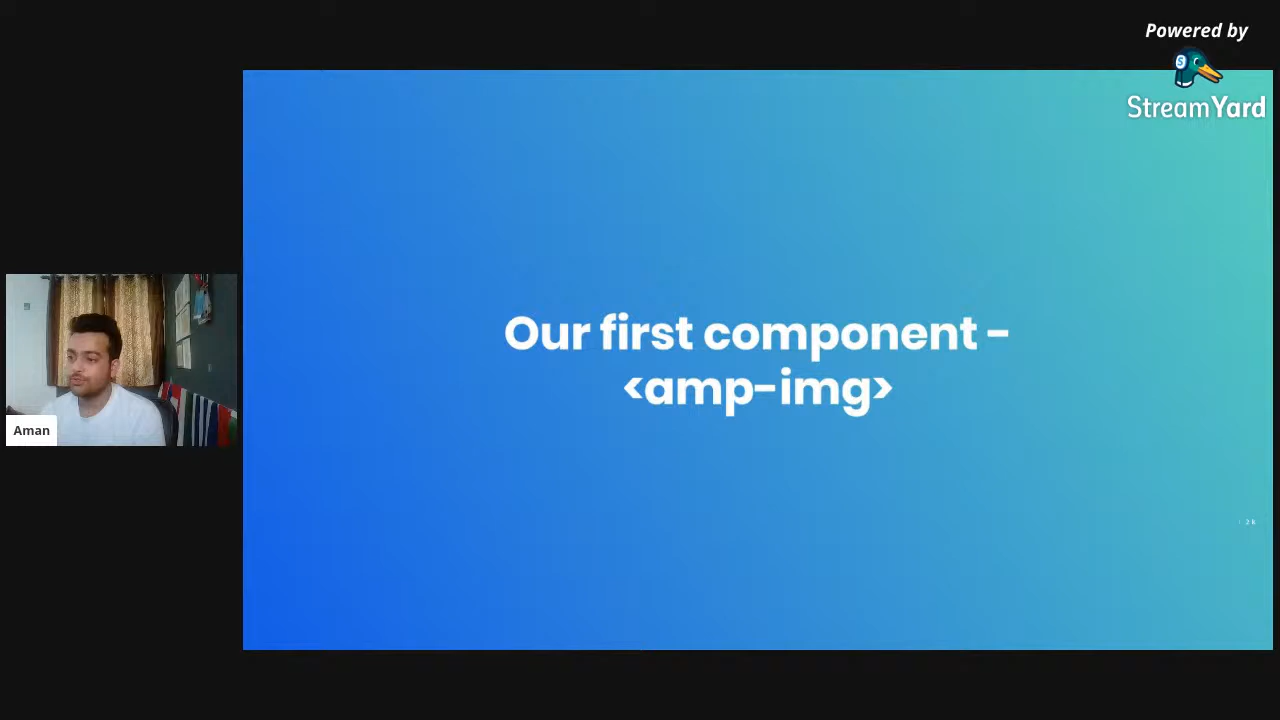 Powered by
StreamYard
Our first component -
<amp-img>
Aman